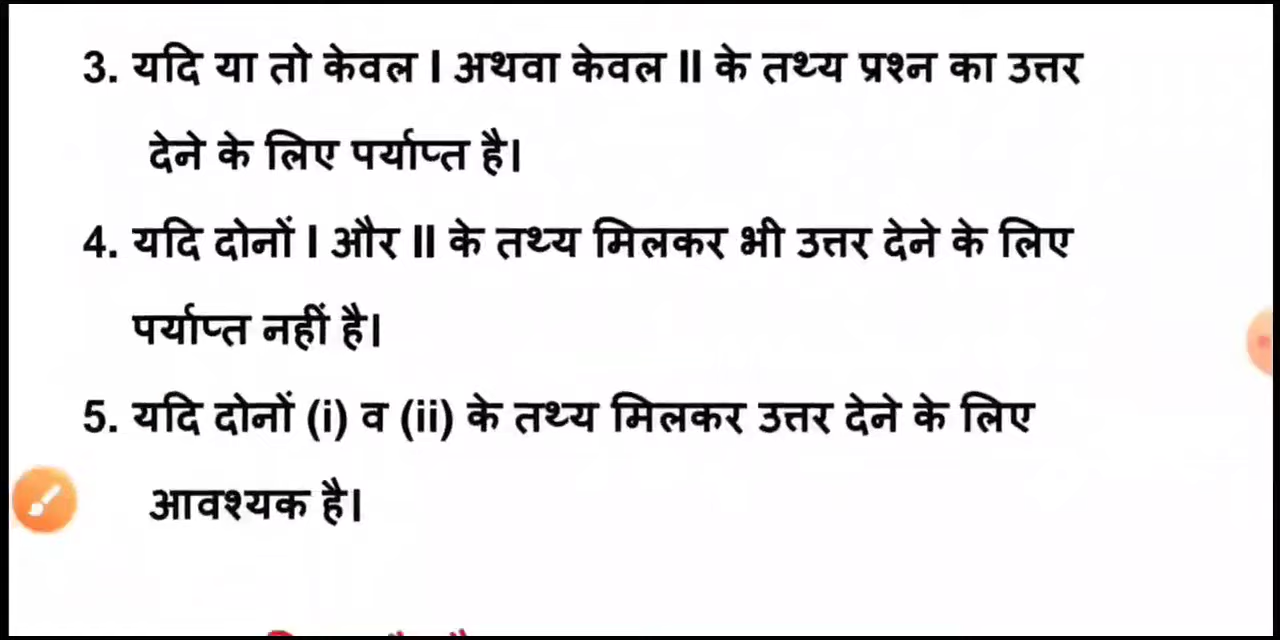 3. यदि या तो केवल I अथवा केवल II के तथ्य प्रश्न का उत्तर
देने के लिए पर्याप्त है।
4. यदि दोनों I और II के तथ्य मिलकर भी उत्तर देने के लिए
पर्याप्त नहीं है।
5. यदि दोनों (i) व (ii) के तथ्य मिलकर उत्तर देने के लिए
आवश्यक है।